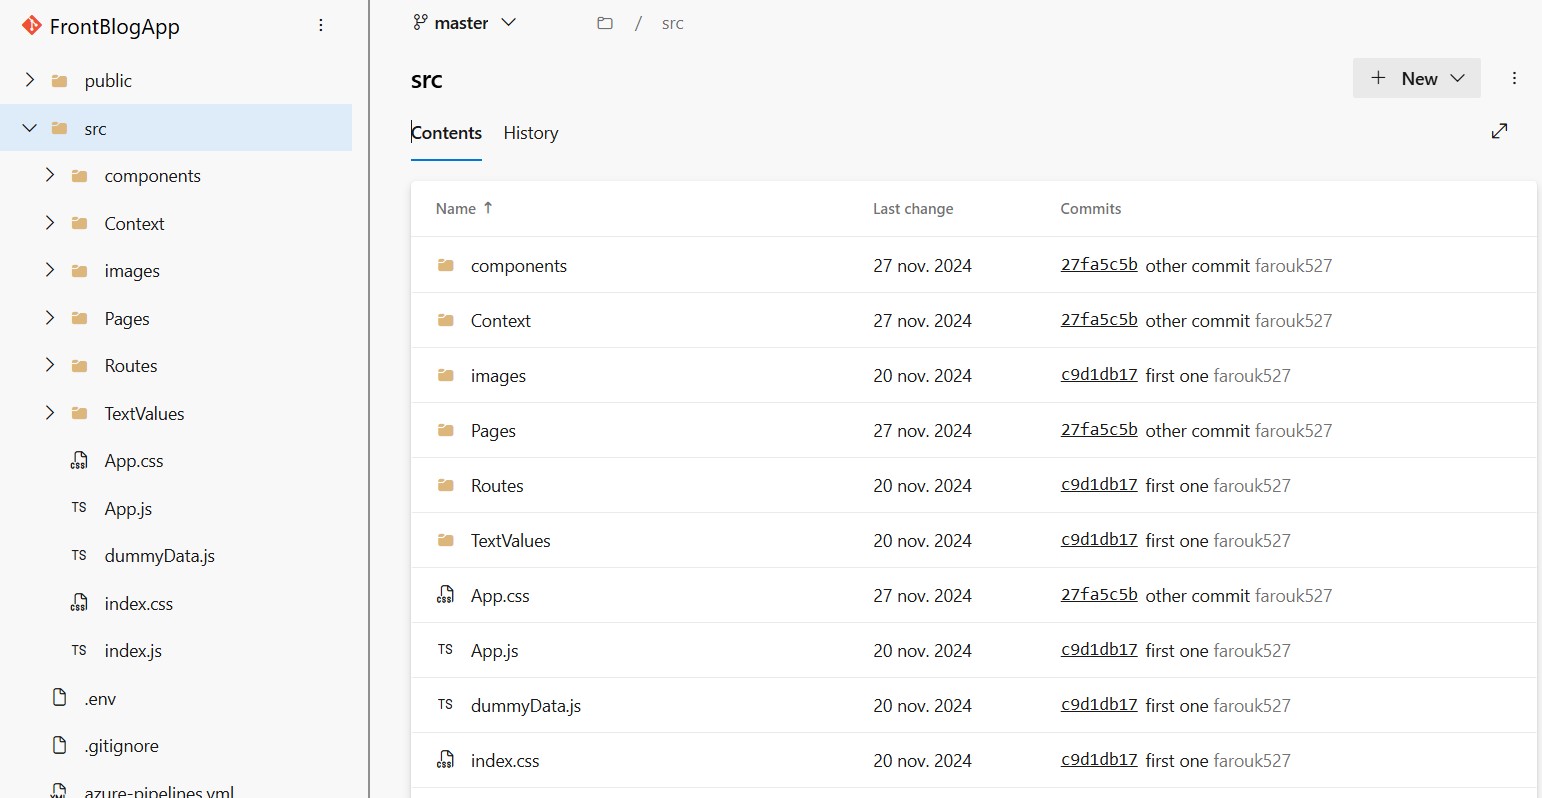 FrontBlogApp
public
src
components
Context
images
Pages
Routes
TextValues
CSS App.css
TS App.js
TS dummyData.js
CSS index.css
TS index.js
.env
.gitignore
azure-pipelines.yml
master / src
src
New
Contents History
Name ↑ Last change Commits
components 27 nov. 2024 27fa5c5b other commit farouk527
Context 27 nov. 2024 27fa5c5b other commit farouk527
images 20 nov. 2024 c9d1db17 first one farouk527
Pages 27 nov. 2024 27fa5c5b other commit farouk527
Routes 20 nov. 2024 c9d1db17 first one farouk527
TextValues 20 nov. 2024 c9d1db17 first one farouk527
CSS App.css 27 nov. 2024 27fa5c5b other commit farouk527
TS App.js 20 nov. 2024 c9d1db17 first one farouk527
TS dummyData.js 20 nov. 2024 c9d1db17 first one farouk527
CSS index.css 20 nov. 2024 c9d1db17 first one farouk527